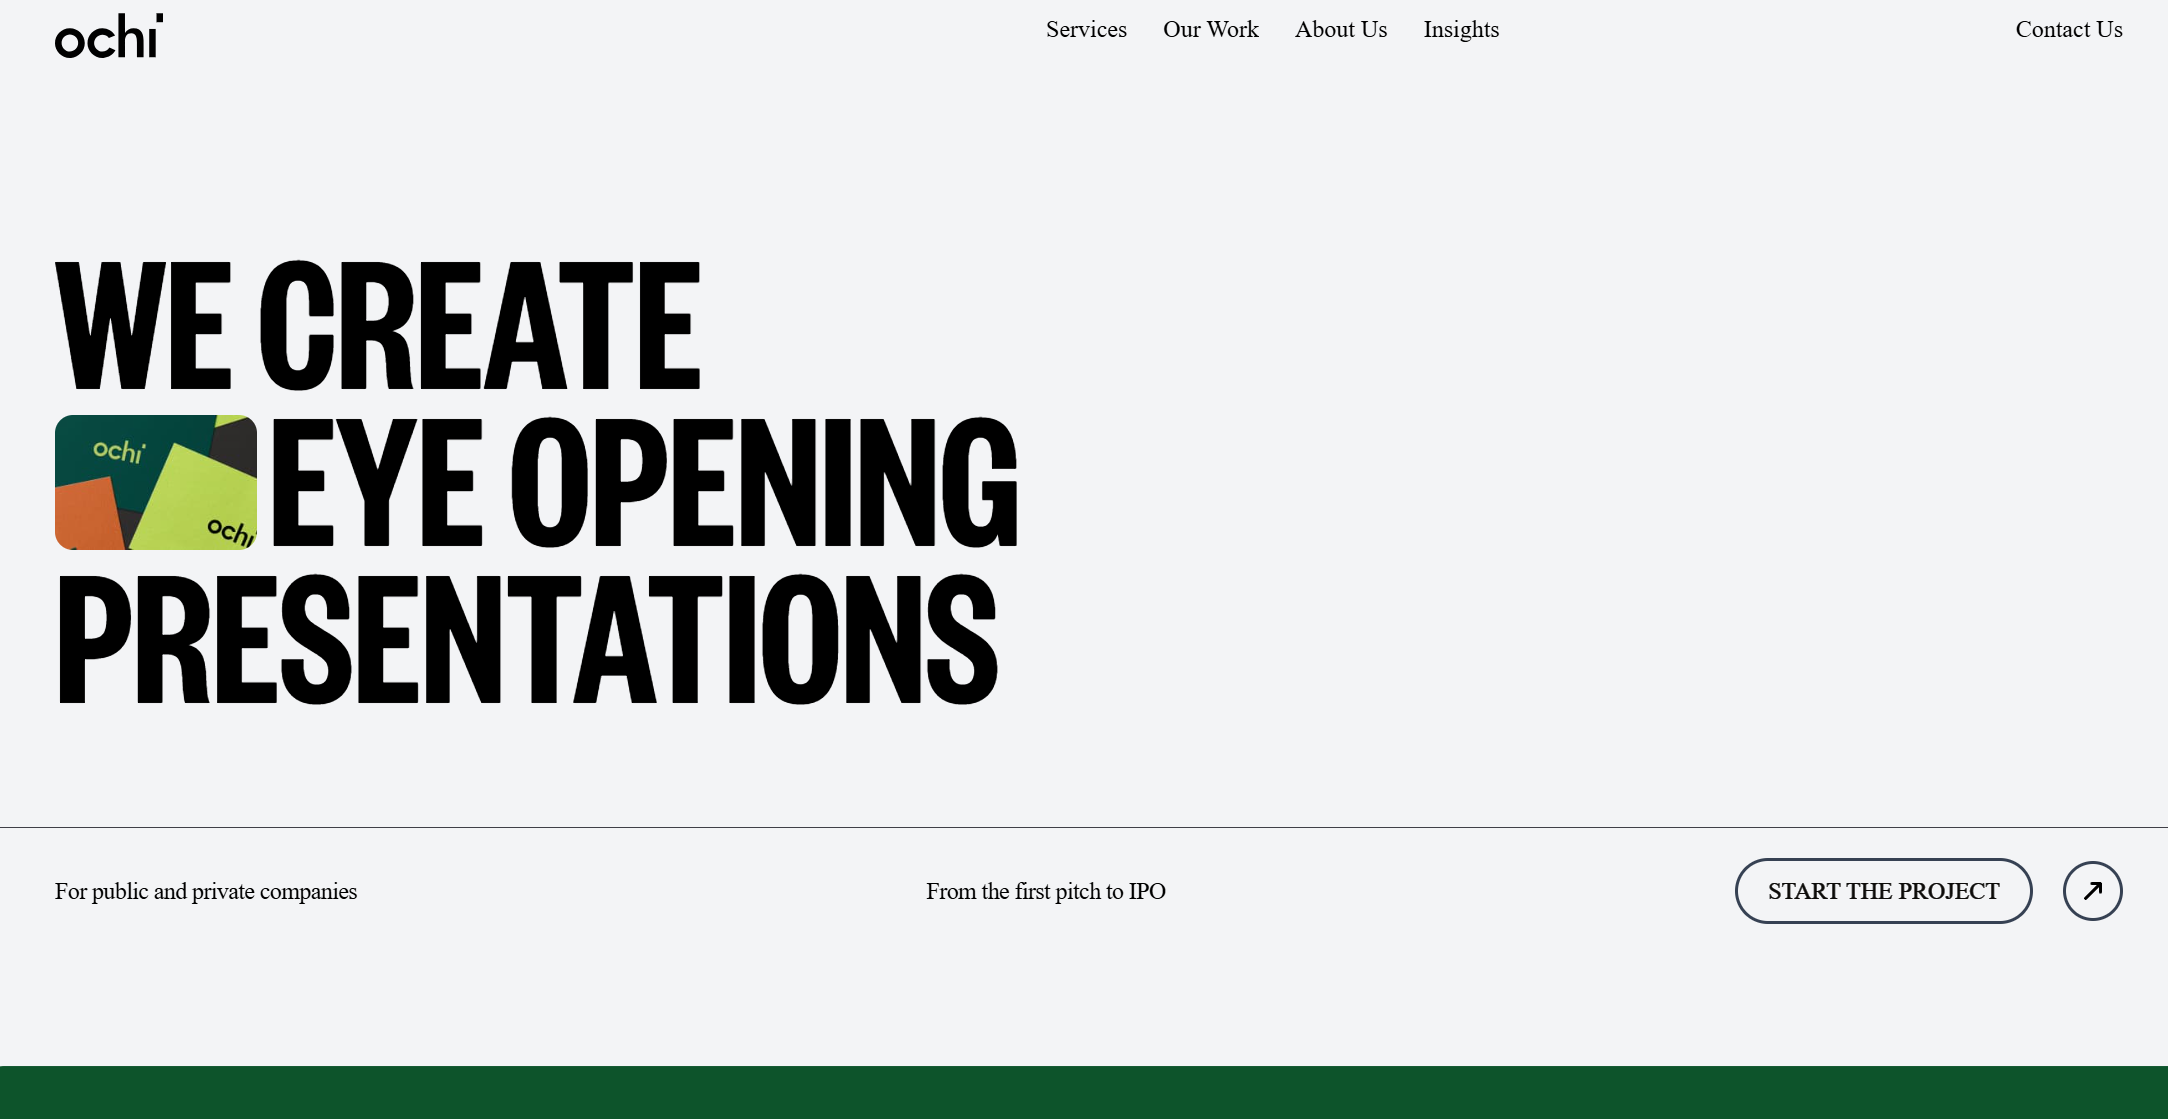 ochi
Services Our Work About Us Insights Contact Us
WE CREATE
ochi
ochi
EYE OPENING
PRESENTATIONS
For public and private companies From the first pitch to IPO START THE PROJECT